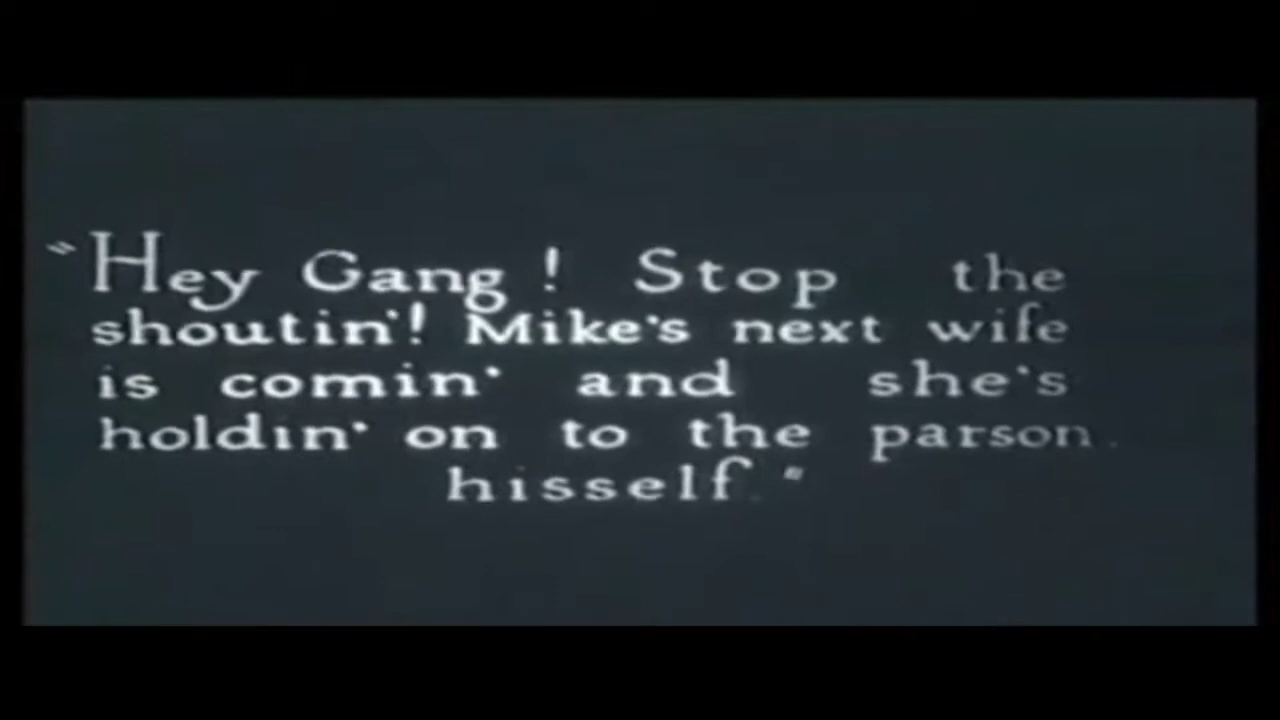 "Hey Gang! Stop the
shoutin'! Mike's next wife
is comin' and she's
holdin' on to the parson
hisself."